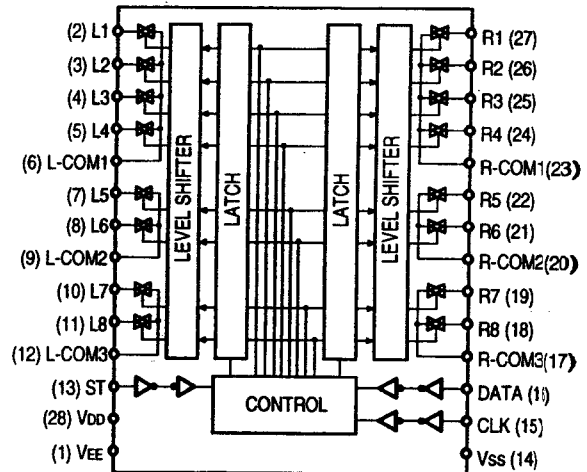 (2) L1
(3) L2
(4) L3
(5) L4
(6) L-COM1
(7) L5
(8) L6
(9) L-COM2
(10) L7
(11) L8
(12) L-COM3
(13) ST
(28) VDD
(1) VEE
LEVEL SHIFTER
LATCH
LATCH
LEVEL SHIFTER
CONTROL
R1 (27)
R2 (26)
R3 (25)
R4 (24)
R-COM1(23)
R5 (22)
R6 (21)
R-COM2(20)
R7 (19)
R8 (18)
R-COM3(17)
DATA (16)
CLK (15)
VSS (14)